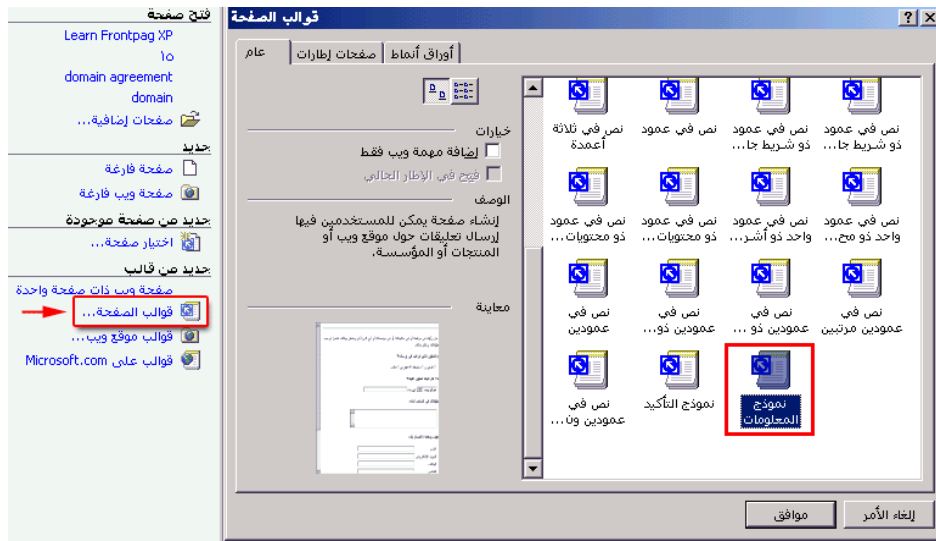 فتح صفحة
Learn Frontpag XP
١٥
domain agreement
domain
صفحات إضافية...
جديد
صفحة فارغة
صفحة ويب فارغة
جديد من صفحة موجودة
اختيار صفحة...
جديد من قالب
صفحة ويب ذات صفحة واحدة
قوالب الصفحة...
قوالب موقع ويب...
قوالب على Microsoft.com
قوالب الصفحة
عام
صفحات إطارات
أوراق أنماط
خيارات
إضافة مهمة ويب فقط
فتح في الإطار الحالي
الوصف
إنشاء صفحة يمكن للمستخدمين فيها
إرسال تعليقات حول موقع ويب أو
المنتجات أو المؤسسة.
معاينة
نص في عمود
ذو شريط جا...
نص في عمود
ذو شريط جا...
نص في عمود
نص في ثلاثة
أعمدة
نص في عمود
واحد ذو مح...
نص في عمود
واحد ذو أشر...
نص في عمود
ذو محتويات...
نص في عمود
ذو محتويات...
نص في
عمودين مرتبين
نص في
عمودين ذو ...
نص في
عمودين ذو...
نص في
عمودين
نموذج
المعلومات
نموذج التأكيد
نص في
عمودين ون...
موافق
إلغاء الأمر